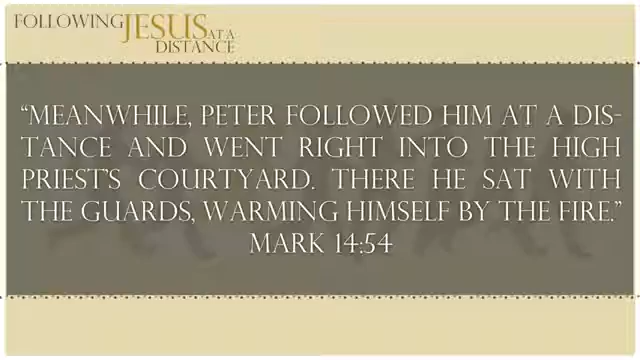 FOLLOWING JESUS AT A
DISTANCE
“MEANWHILE, PETER FOLLOWED HIM AT A DIS-
TANCE AND WENT RIGHT INTO THE HIGH
PRIEST’S COURTYARD. THERE HE SAT WITH
THE GUARDS, WARMING HIMSELF BY THE FIRE.”
MARK 14:54